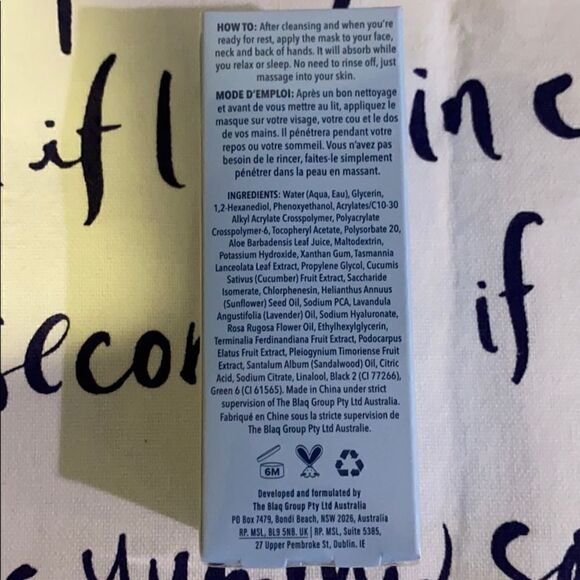 HOW TO: After cleansing and when you're
ready for rest, apply the mask to your face,
neck and back of hands. It will absorb while
you relax or sleep. No need to rinse off, just
massage into your skin.
MODE D'EMPLOI: Après un bon nettoyage
et avant de vous mettre au lit, appliquez le
masque sur votre visage, votre cou et le dos
de vos mains. Il pénétrera pendant votre
repos ou votre sommeil. Vous n'avez pas
besoin de le rincer, faites-le simplement
pénétrer dans la peau en massant.
INGREDIENTS: Water (Aqua, Eau), Glycerin,
1,2-Hexanediol, Phenoxyethanol, Acrylates/C10-30
Alkyl Acrylate Crosspolymer, Polyacrylate
Crosspolymer-6, Tocopheryl Acetate, Polysorbate 20,
Aloe Barbadensis Leaf Juice, Maltodextrin,
Potassium Hydroxide, Xanthan Gum, Tasmannia
Lanceolata Leaf Extract, Propylene Glycol, Cucumis
Sativus (Cucumber) Fruit Extract, Saccharide
Isomerate, Chlorphenesin, Helianthus Annuus
(Sunflower) Seed Oil, Sodium PCA, Lavandula
Angustifolia (Lavender) Oil, Sodium Hyaluronate,
Rosa Rugosa Flower Oil, Ethylhexylglycerin,
Terminalia Ferdinandiana Fruit Extract, Podocarpus
Elatus Fruit Extract, Pleiogynium Timoriense Fruit
Extract, Santalum Album (Sandalwood) Oil, Citric
Acid, Sodium Citrate, Linalool, Black 2 (CI 77266),
Green 6 (CI 61565). Made in China under strict
supervision of The Blaq Group Pty Ltd Australia.
Fabriqué en Chine sous la stricte supervision de
The Blaq Group Pty Ltd Australie.
6M
Developed and formulated by
The Blaq Group Pty Ltd Australia
PO Box 7479, Bondi Beach, NSW 2026, Australia
RP. MSL, BL9 5NB. UK | RP. MSL, Suite 5385,
27 Upper Pembroke St, Dublin. IE
if I
in c
if
secon